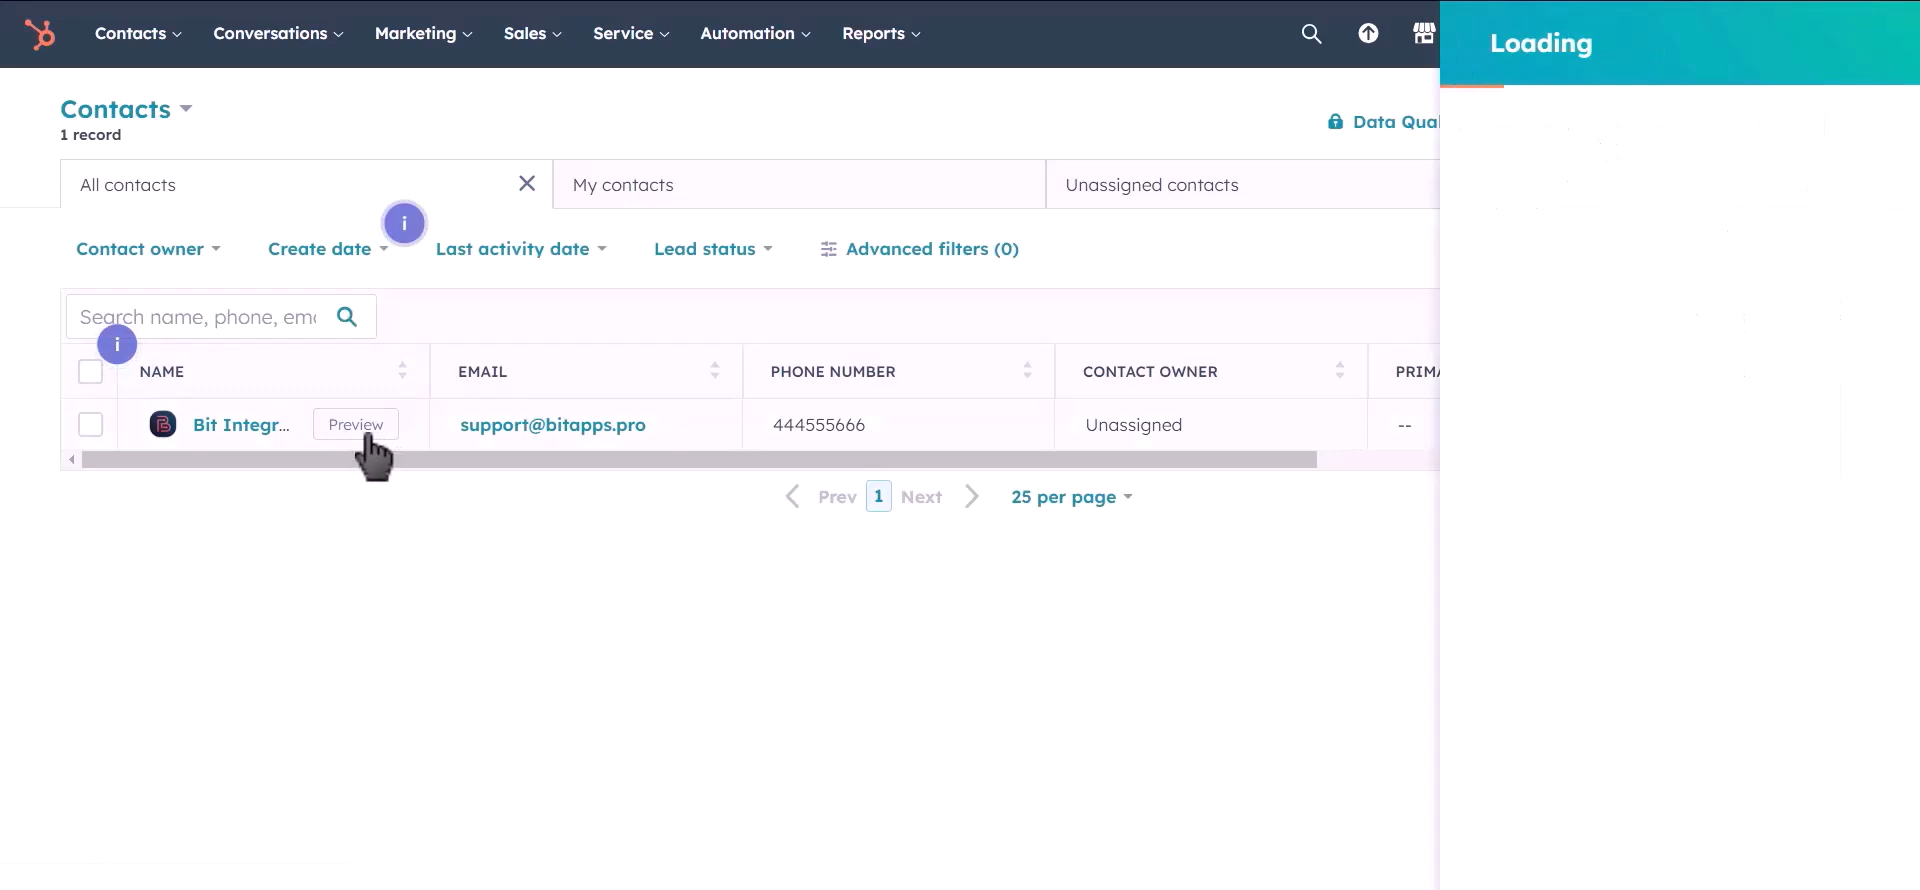 Contacts Conversations Marketing Sales Service Automation Reports
Loading
Contacts
1 record
Data Qual
All contacts
My contacts
Unassigned contacts
i
Contact owner Create date Last activity date Lead status Advanced filters (0)
Search name, phone, ema
i
NAME EMAIL PHONE NUMBER CONTACT OWNER PRIMA
Bit Integr... Preview support@bitapps.pro 444555666 Unassigned --
Prev 1 Next 25 per page